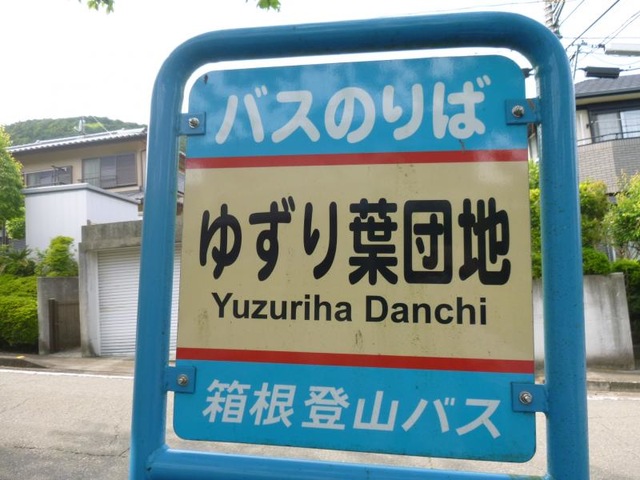 バスのりば
ゆずり葉団地
Yuzuriha Danchi
箱根登山バス